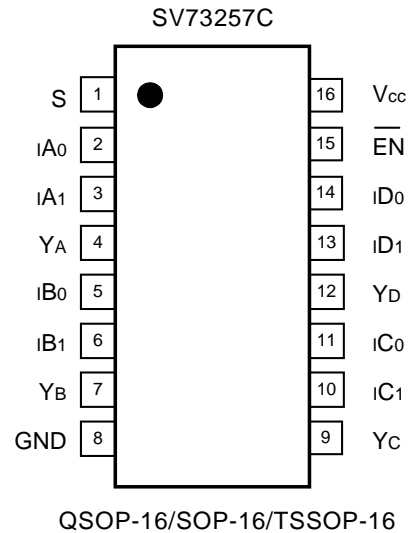 SV73257C
S 1 16 Vcc
IA0 2 15 EN
IA1 3 14 ID0
YA 4 13 ID1
IB0 5 12 YD
IB1 6 11 IC0
YB 7 10 IC1
GND 8 9 YC
QSOP-16/SOP-16/TSSOP-16